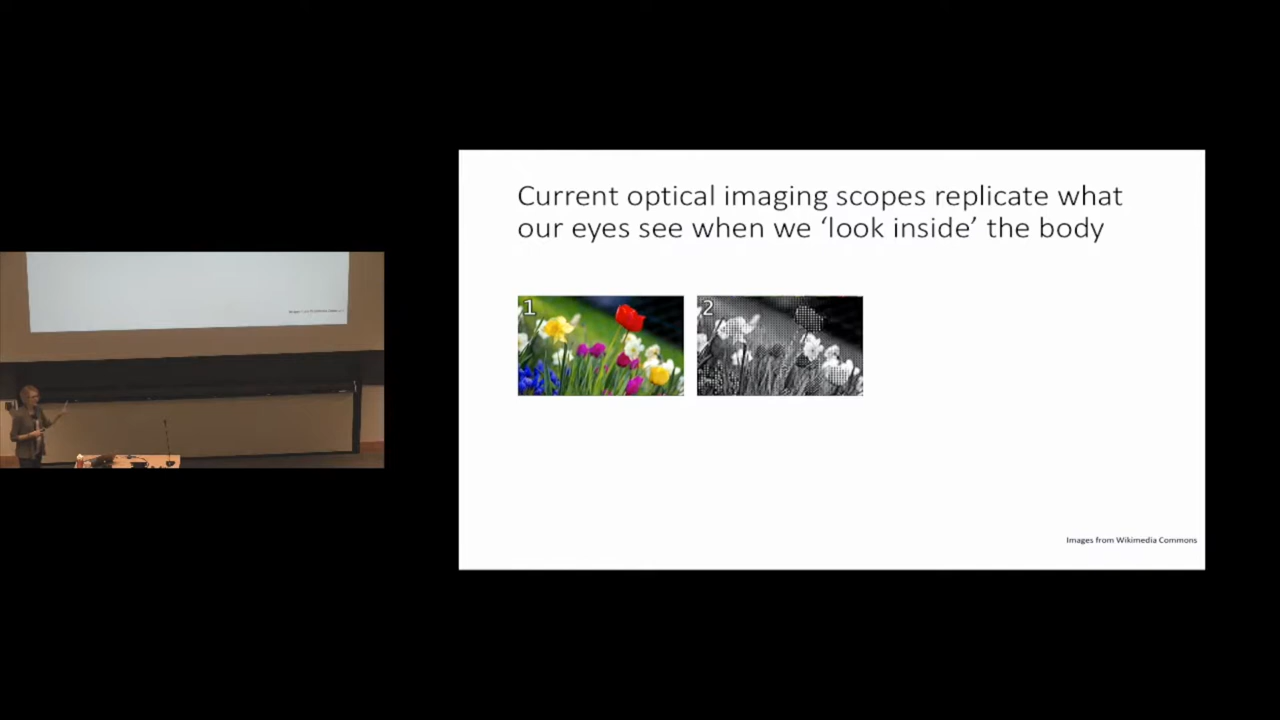 Current optical imaging scopes replicate what
our eyes see when we ‘look inside’ the body
1
2
Images from Wikimedia Commons